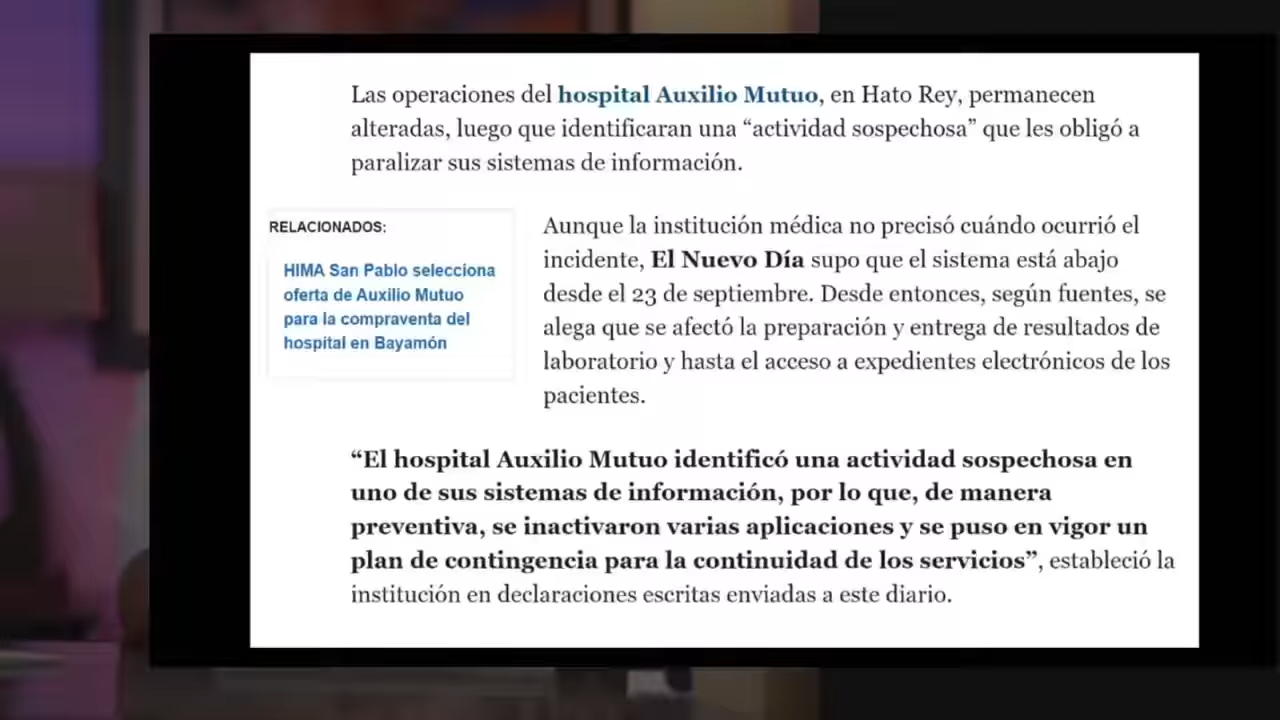 Las operaciones del hospital Auxilio Mutuo, en Hato Rey, permanecen
alteradas, luego que identificaran una “actividad sospechosa” que les obligó a
paralizar sus sistemas de información.
RELACIONADOS:
HIMA San Pablo selecciona
oferta de Auxilio Mutuo
para la compraventa del
hospital en Bayamón
Aunque la institución médica no precisó cuándo ocurrió el
incidente, El Nuevo Día supo que el sistema está abajo
desde el 23 de septiembre. Desde entonces, según fuentes, se
alega que se afectó la preparación y entrega de resultados de
laboratorio y hasta el acceso a expedientes electrónicos de los
pacientes.
“El hospital Auxilio Mutuo identificó una actividad sospechosa en
uno de sus sistemas de información, por lo que, de manera
preventiva, se inactivaron varias aplicaciones y se puso en vigor un
plan de contingencia para la continuidad de los servicios”, estableció la
institución en declaraciones escritas enviadas a este diario.